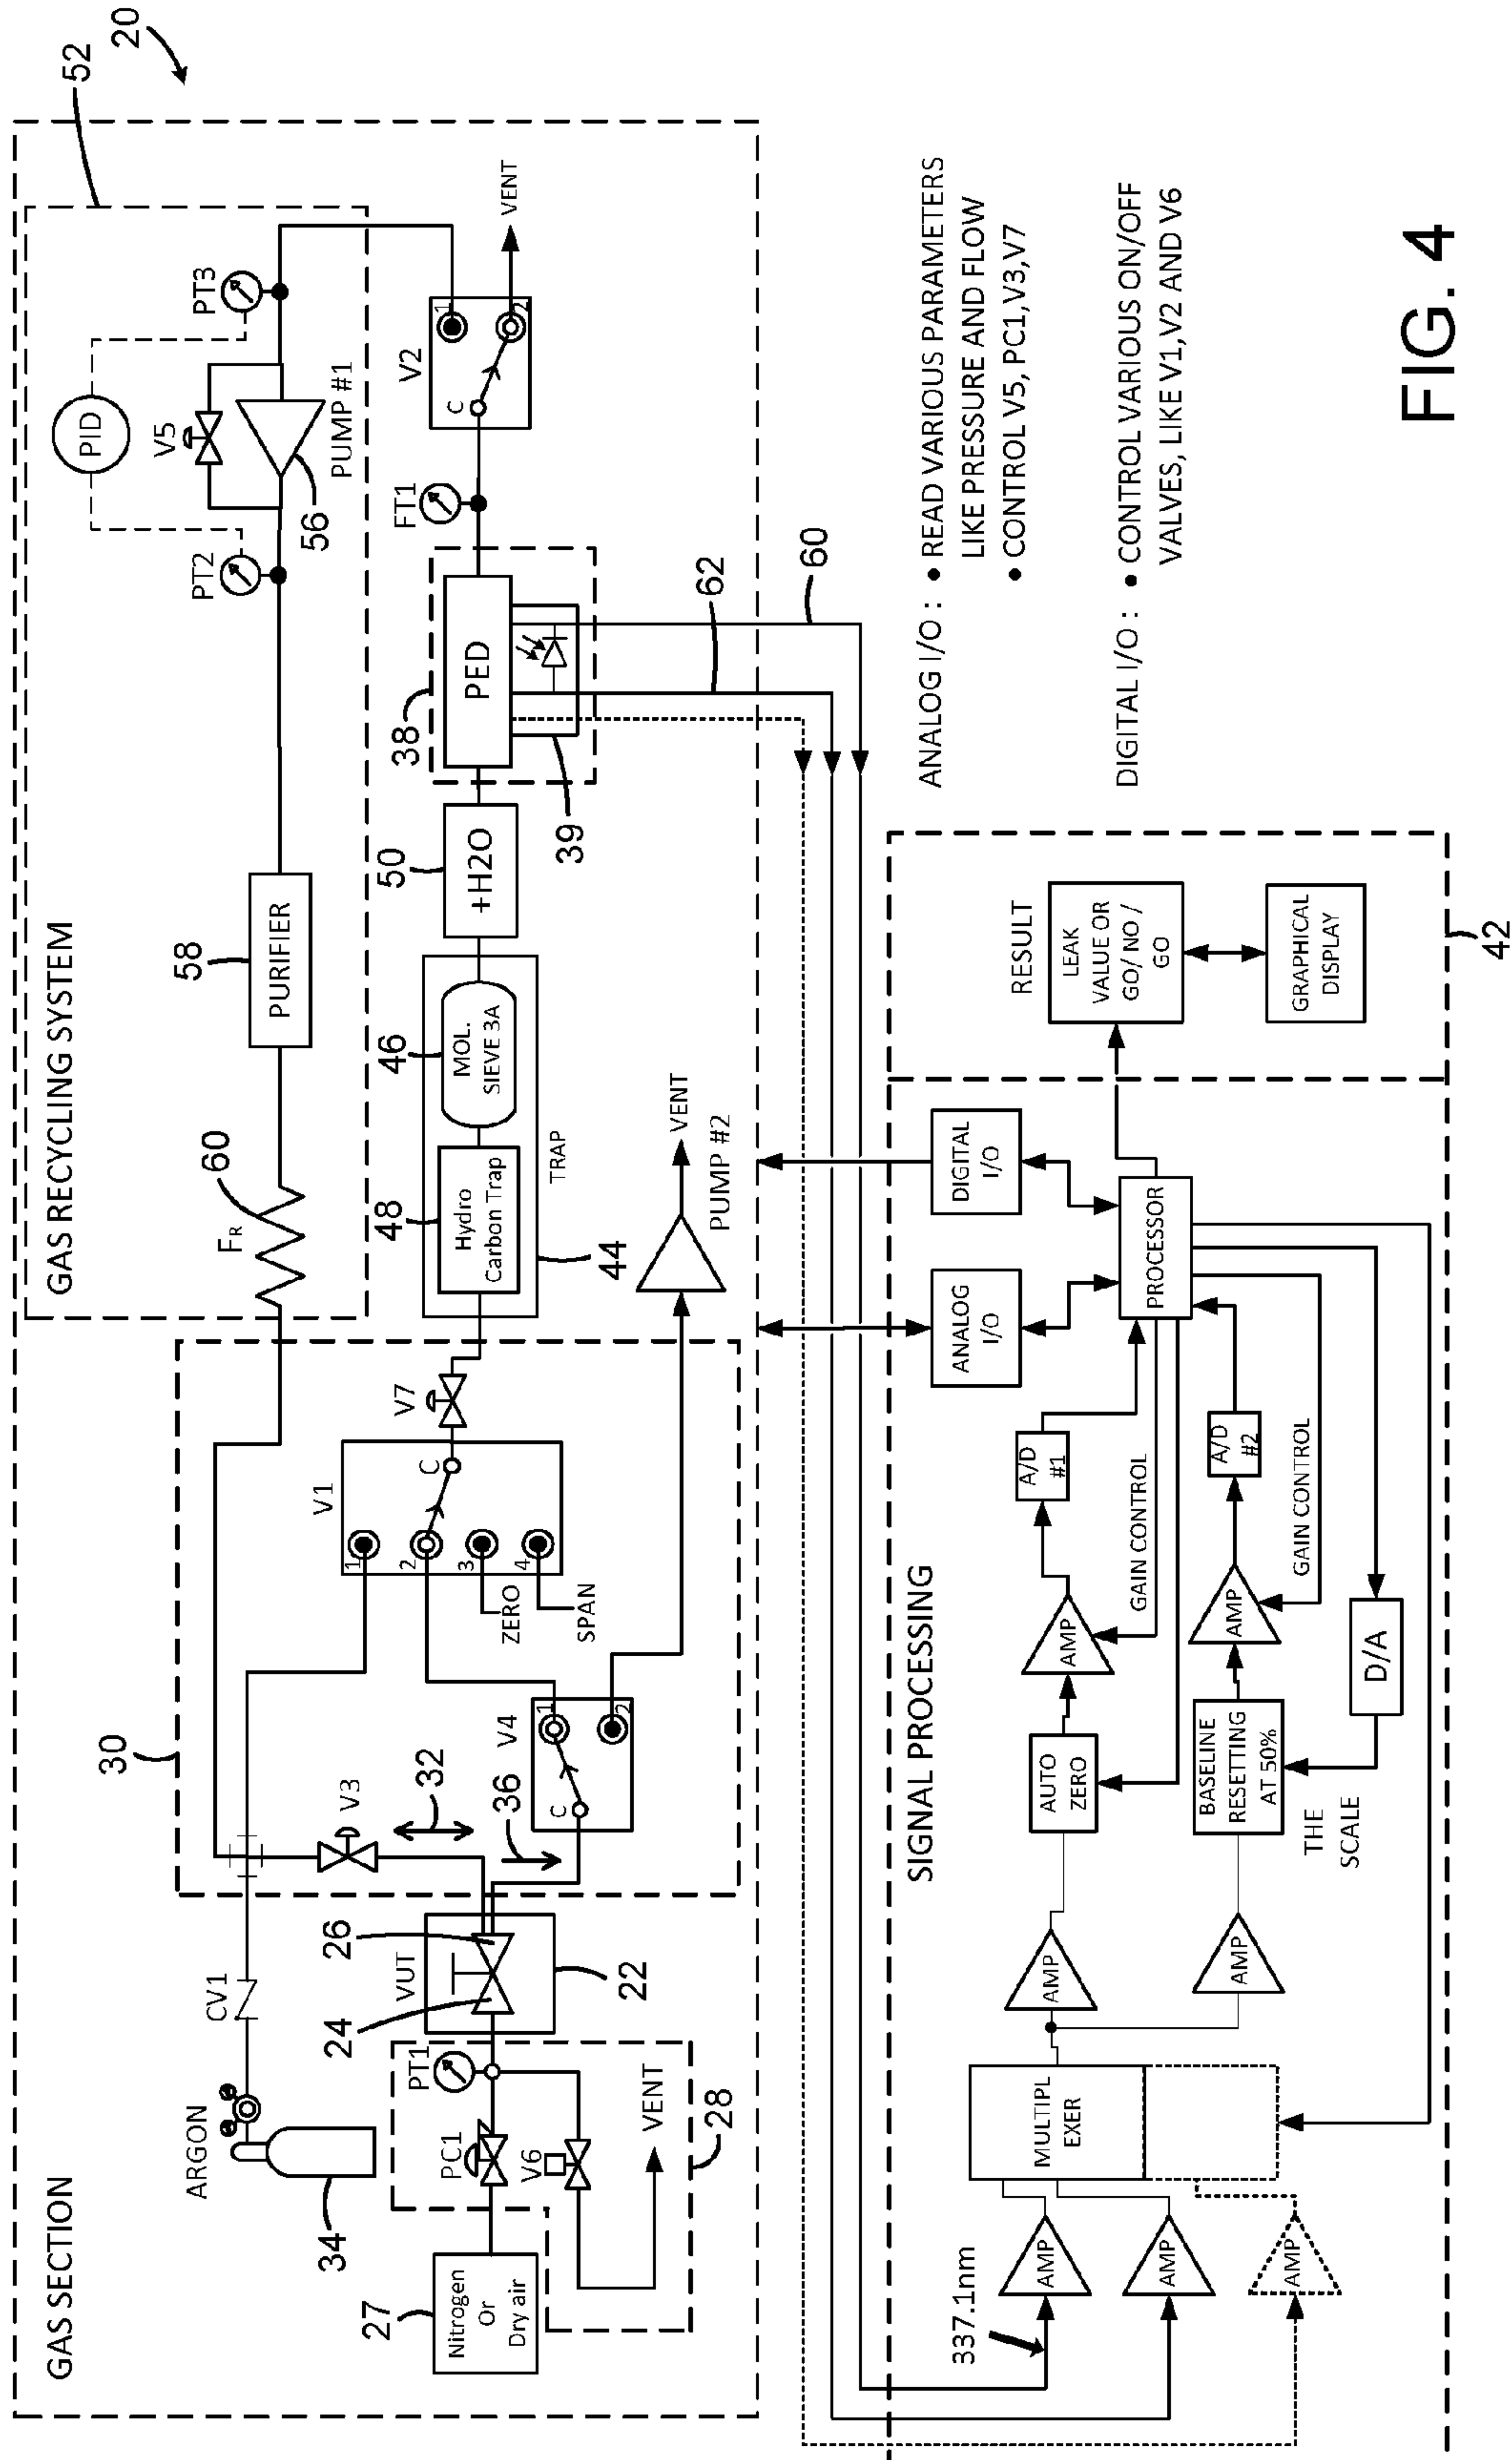 20
52
GAS SECTION
GAS RECYCLING SYSTEM
60
FR
58
PURIFIER
PT2
PID
V5
56
PUMP #1
PT3
ARGON
34
CV1
30
V3
32
36
V1
1
2
3
4
C
ZERO
SPAN
V7
V4
C
1
2
27
Nitrogen
Or
Dry air
PC1
PT1
V6
VENT
28
VUT
24
26
22
48
Hydro
Carbon Trap
46
MOL.
SIEVE 3A
TRAP
44
50
+H2O
38
PED
39
FT1
V2
C
1
2
VENT
PUMP #2
VENT
62
60
ANALOG I/O :
• READ VARIOUS PARAMETERS
LIKE PRESSURE AND FLOW
• CONTROL V5, PC1,V3,V7
DIGITAL I/O :
• CONTROL VARIOUS ON/OFF
VALVES, LIKE V1,V2 AND V6
SIGNAL PROCESSING
337.1nm
AMP
AMP
AMP
MULTIPL
EXER
AMP
AMP
AUTO
ZERO
BASELINE
RESETTING
AT 50%
THE
SCALE
AMP
AMP
GAIN CONTROL
GAIN CONTROL
A/D
#1
A/D
#2
D/A
ANALOG
I/O
DIGITAL
I/O
PROCESSOR
RESULT
LEAK
VALUE OR
GO/ NO /
GO
GRAPHICAL
DISPLAY
42
FIG. 4